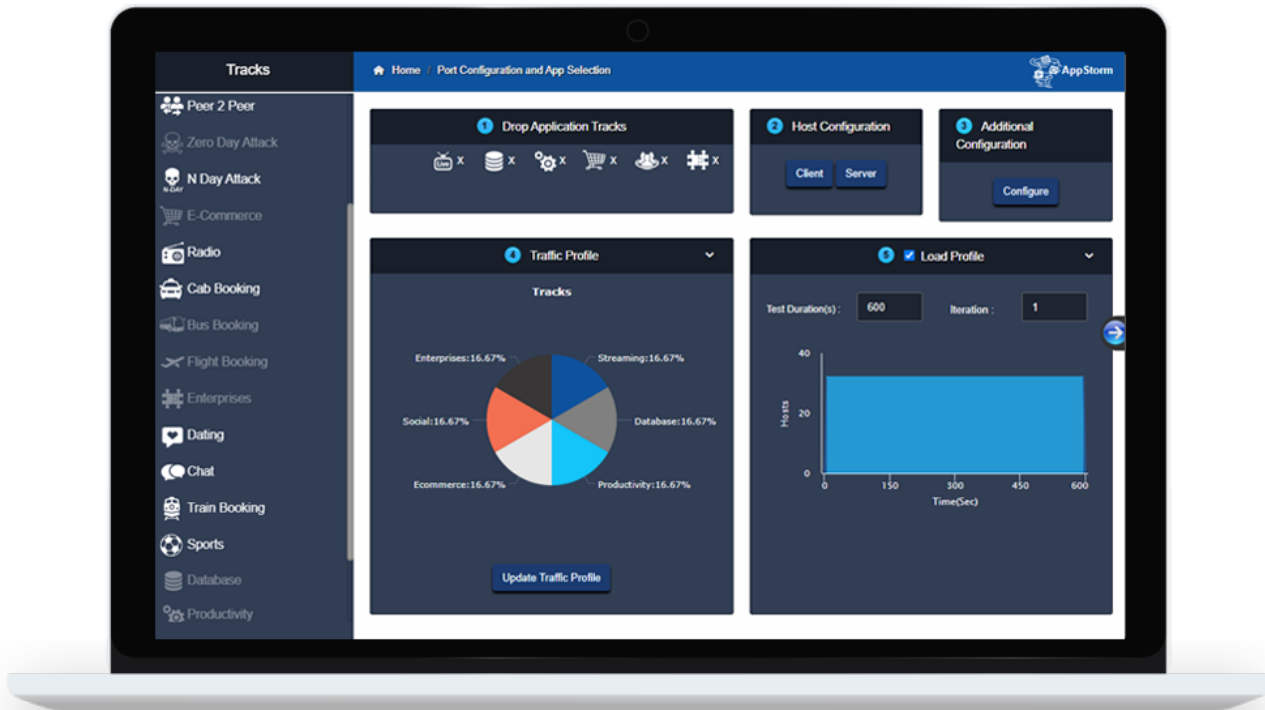 Tracks
Home / Port Configuration and App Selection
AppStorm
Peer 2 Peer
Zero Day Attack
N-DAY
N Day Attack
E-Commerce
Radio
Cab Booking
Bus Booking
Flight Booking
Enterprises
Dating
Chat
Train Booking
Sports
Database
Productivity
1 Drop Application Tracks
Live x x x x x x
2 Host Configuration
Client Server
3 Additional
Configuration
Configure
4 Traffic Profile
Tracks
Enterprises:16.67%
Streaming:16.67%
Social:16.67%
Database:16.67%
Ecommerce:16.67%
Productivity:16.67%
Update Traffic Profile
5 Load Profile
Test Duration(s) : 600 Iteration : 1
40
20
0
Hosts
0 150 300 450 600
Time(Sec)